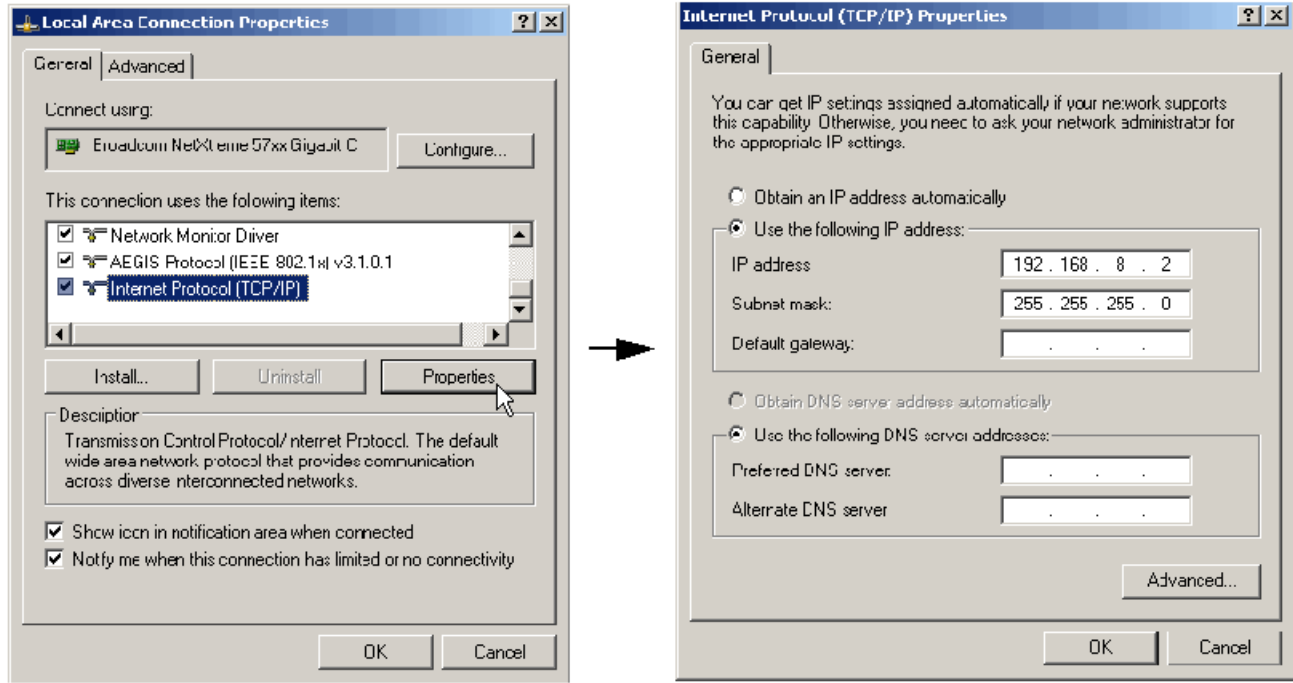 Local Area Connection Properties
General
Advanced
Connect using:
Broadcom NetXtreme 57xx Gigabit C
Configure...
This connection uses the following items:
Network Monitor Driver
AEGIS Protocol (IEEE 802.1x) v3.1.0.1
Internet Protocol (TCP/IP)
Install...
Uninstall
Properties
Description
Transmission Control Protocol/Internet Protocol. The default
wide area network protocol that provides communication
across diverse interconnected networks.
Show icon in notification area when connected
Notify me when this connection has limited or no connectivity
OK
Cancel
Internet Protocol (TCP/IP) Properties
General
You can get IP settings assigned automatically if your network supports
this capability. Otherwise, you need to ask your network administrator for
the appropriate IP settings.
Obtain an IP address automatically
Use the following IP address:
IP address
192 . 168 . 8 . 2
Subnet mask:
255 . 255 . 255 . 0
Default gateway:
. . .
Obtain DNS server address automatically
Use the following DNS server addresses:
Preferred DNS server:
. . .
Alternate DNS server
. . .
Advanced...
OK
Cancel